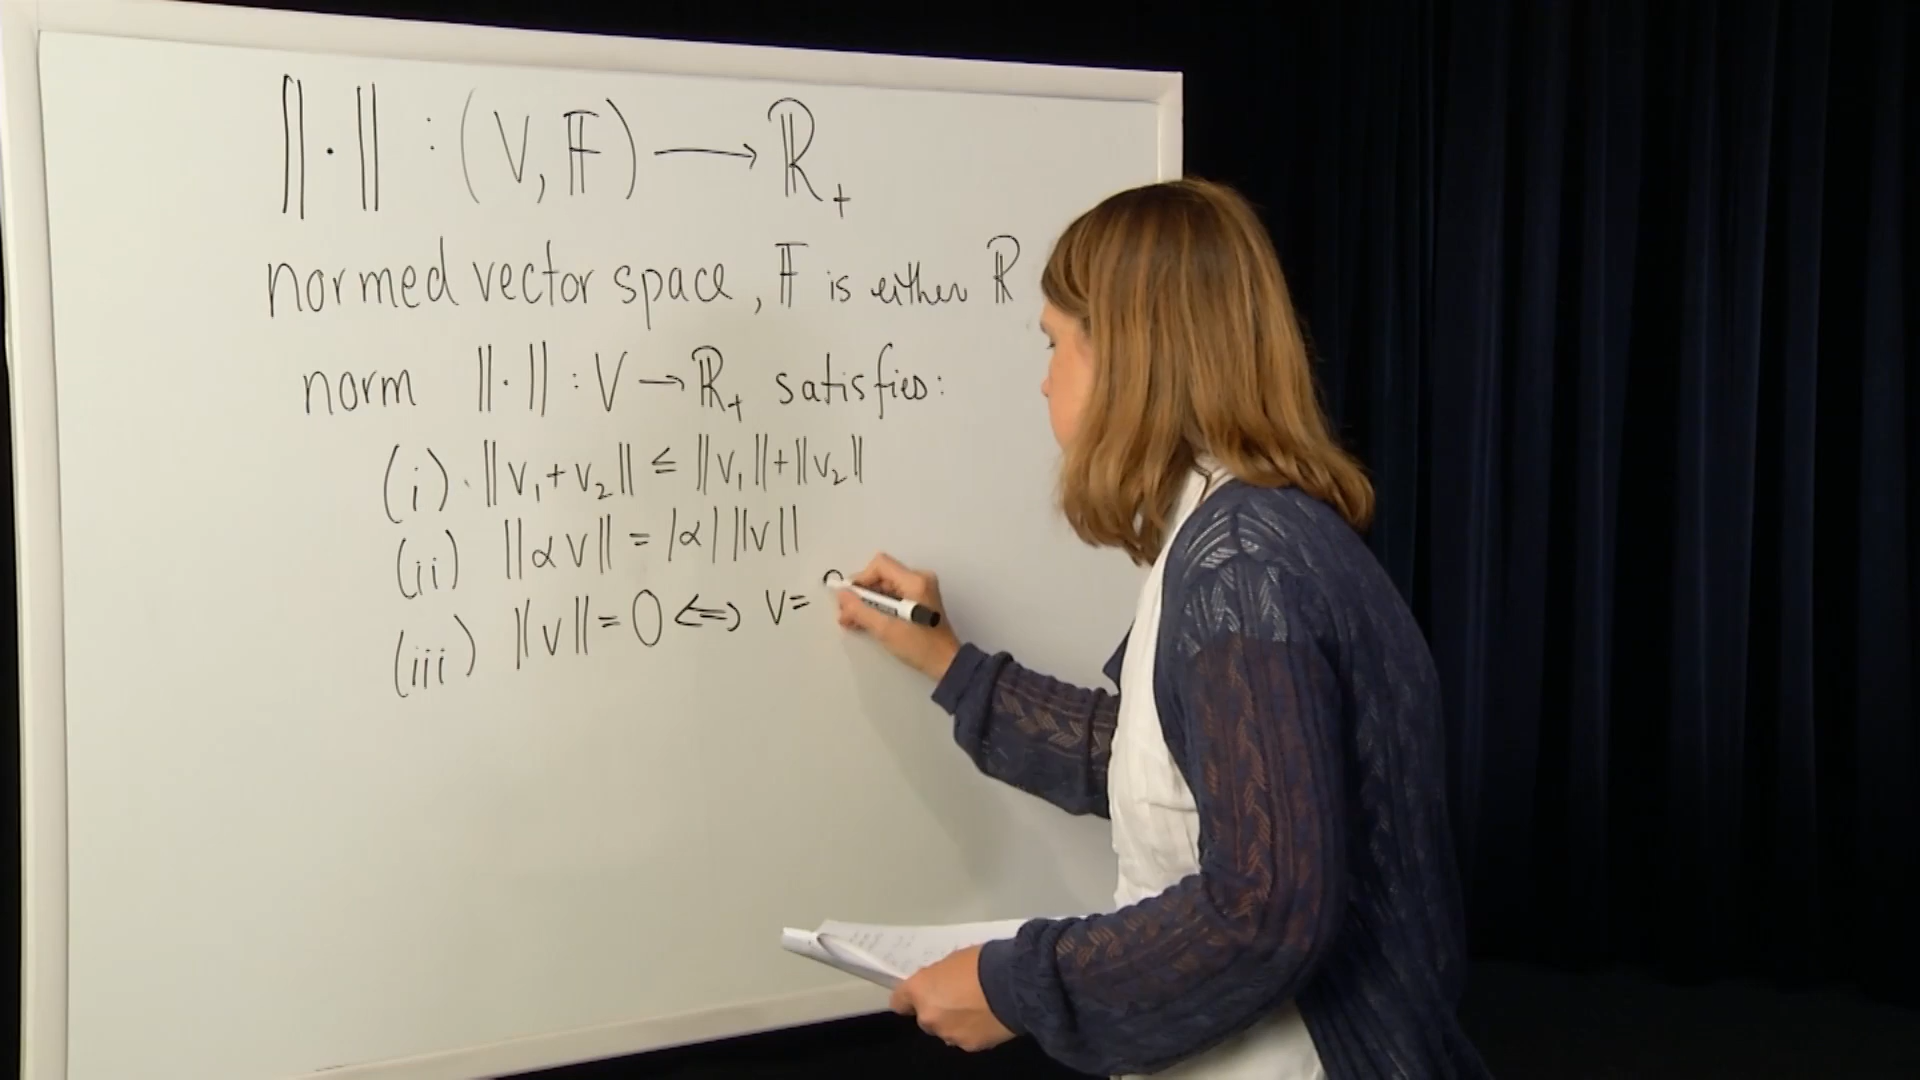 ‖·‖ : (V, 𝔽) ⟶ ℝ₊
normed vector space, 𝔽 is either ℝ
norm ‖·‖ : V → ℝ₊ satisfies:
(i) · ‖v₁ + v₂‖ ≤ ‖v₁‖ + ‖v₂‖
(ii) ‖αv‖ = |α| ‖v‖
(iii) ‖v‖ = 0 ⟺ v =